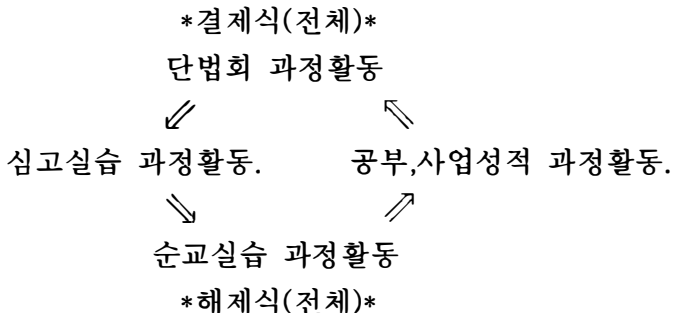 *결제식(전체)*
단법회 과정활동
⇙ ⇖
심고실습 과정활동. 공부,사업성적 과정활동.
⇘ ⇗
순교실습 과정활동
*해제식(전체)*